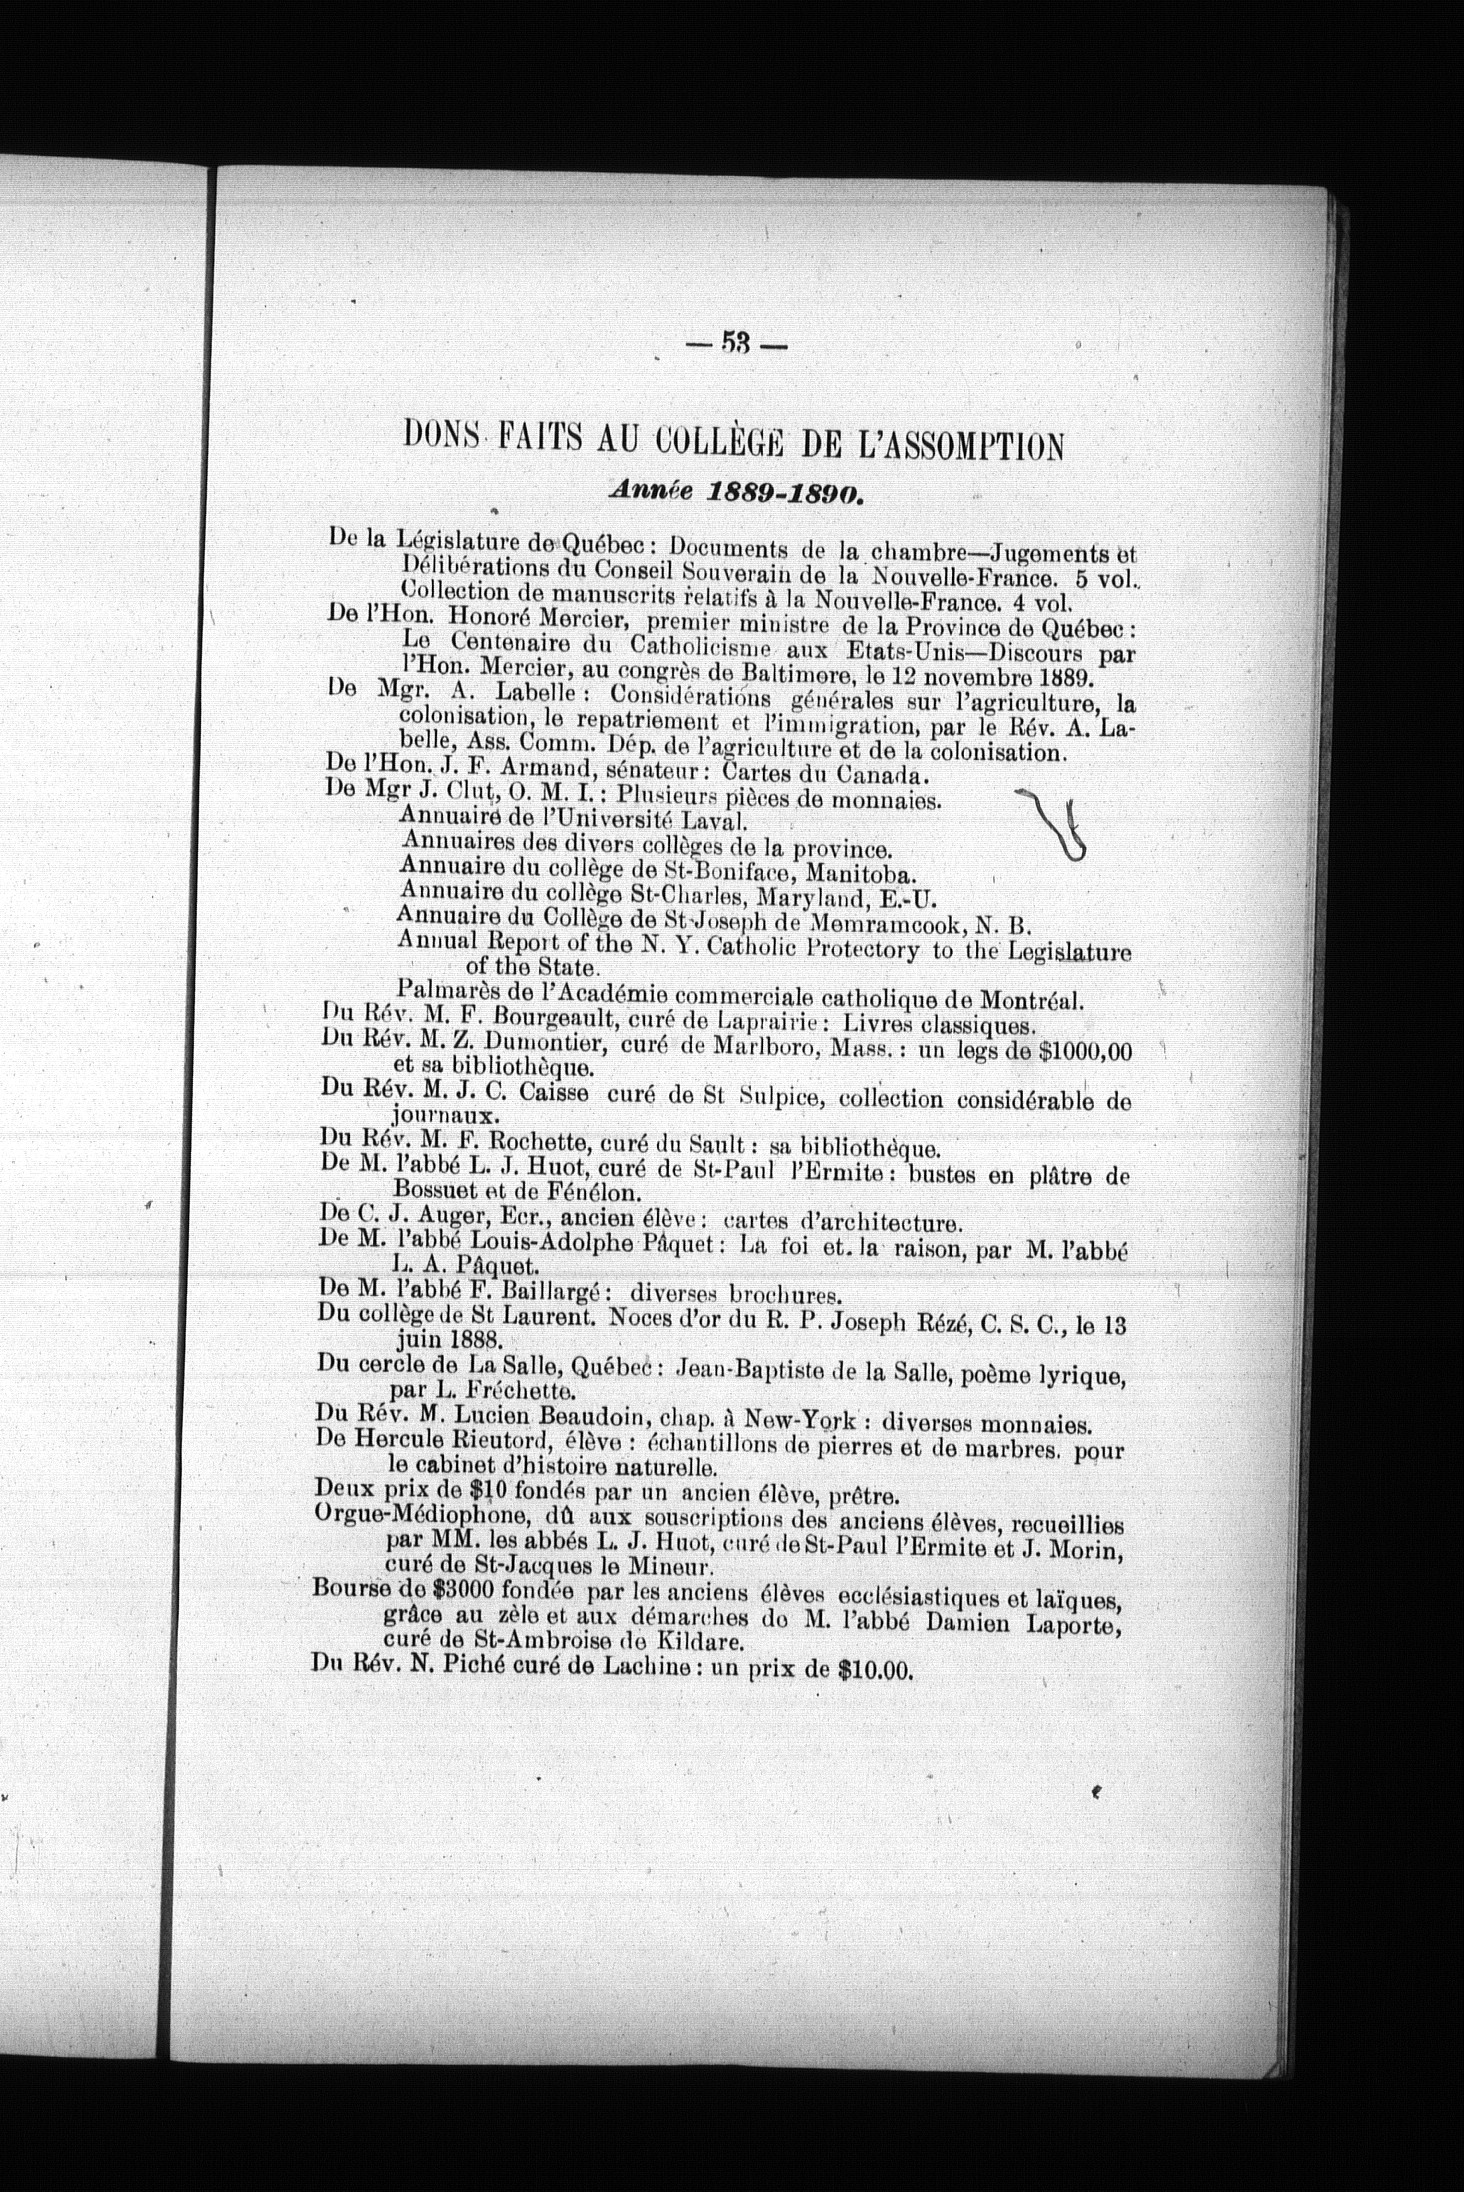 — 53 —
DONS FAITS AU COLLÈGE DE L'ASSOMPTION
Année 1889-1890.
De la Législature de Québec : Documents de la chambre—Jugements et
Délibérations du Conseil Souverain de la Nouvelle-France. 5 vol.
Collection de manuscrits relatifs à la Nouvelle-France. 4 vol.
De l'Hon. Honoré Mercier, premier ministre de la Province de Québec :
Le Centenaire du Catholicisme aux Etats-Unis—Discours par
l'Hon. Mercier, au congrès de Baltimore, le 12 novembre 1889.
De Mgr. A. Labelle : Considérations générales sur l'agriculture, la
colonisation, le repatriement et l'immigration, par le Rév. A. La-
belle, Ass. Comm. Dép. de l'agriculture et de la colonisation.
De l'Hon. J. F. Armand, sénateur : Cartes du Canada.
De Mgr J. Clut, O. M. I. : Plusieurs pièces de monnaies.
Annuaire de l'Université Laval.
Annuaires des divers collèges de la province.
Annuaire du collège de St-Boniface, Manitoba.
Annuaire du collège St-Charles, Maryland, E.-U.
Annuaire du Collège de St-Joseph de Memramcook, N. B.
Annual Report of the N. Y. Catholic Protectory to the Legislature
of the State.
Palmarès de l'Académie commerciale catholique de Montréal.
Du Rév. M. F. Bourgeault, curé de Laprairie : Livres classiques.
Du Rév. M. Z. Dumontier, curé de Marlboro, Mass. : un legs de $1000,00
et sa bibliothèque.
Du Rév. M. J. C. Caisse curé de St Sulpice, collection considérable de
journaux.
Du Rév. M. F. Rochette, curé du Sault : sa bibliothèque.
De M. l'abbé L. J. Huot, curé de St-Paul l'Ermite : bustes en plâtre de
Bossuet et de Fénélon.
De C. J. Auger, Ecr., ancien élève : cartes d'architecture.
De M. l'abbé Louis-Adolphe Pâquet : La foi et la raison, par M. l'abbé
L. A. Pâquet.
De M. l'abbé F. Baillargé : diverses brochures.
Du collège de St Laurent. Noces d'or du R. P. Joseph Rézé, C. S. C., le 13
juin 1888.
Du cercle de La Salle, Québec : Jean-Baptiste de la Salle, poème lyrique,
par L. Fréchette.
Du Rév. M. Lucien Beaudoin, chap. à New-York : diverses monnaies.
De Hercule Rieutord, élève : échantillons de pierres et de marbres. pour
le cabinet d'histoire naturelle.
Deux prix de $10 fondés par un ancien élève, prêtre.
Orgue-Médiophone, dû aux souscriptions des anciens élèves, recueillies
par MM. les abbés L. J. Huot, curé de St-Paul l'Ermite et J. Morin,
curé de St-Jacques le Mineur.
Bourse de $3000 fondée par les anciens élèves ecclésiastiques et laïques,
grâce au zèle et aux démarches de M. l'abbé Damien Laporte,
curé de St-Ambroise de Kildare.
Du Rév. N. Piché curé de Lachine : un prix de $10.00.